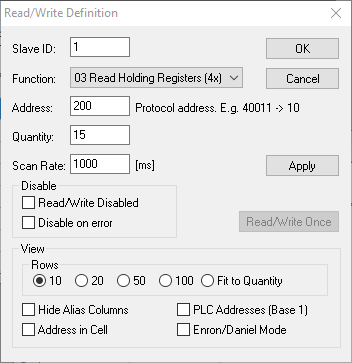 Read/Write Definition
Slave ID: 1 OK
Function: 03 Read Holding Registers (4x) Cancel
Address: 200 Protocol address. E.g. 40011 -> 10
Quantity: 15
Scan Rate: 1000 [ms] Apply
Disable
Read/Write Disabled
Disable on error Read/Write Once
View
Rows
10 20 50 100 Fit to Quantity
Hide Alias Columns PLC Addresses (Base 1)
Address in Cell Enron/Daniel Mode